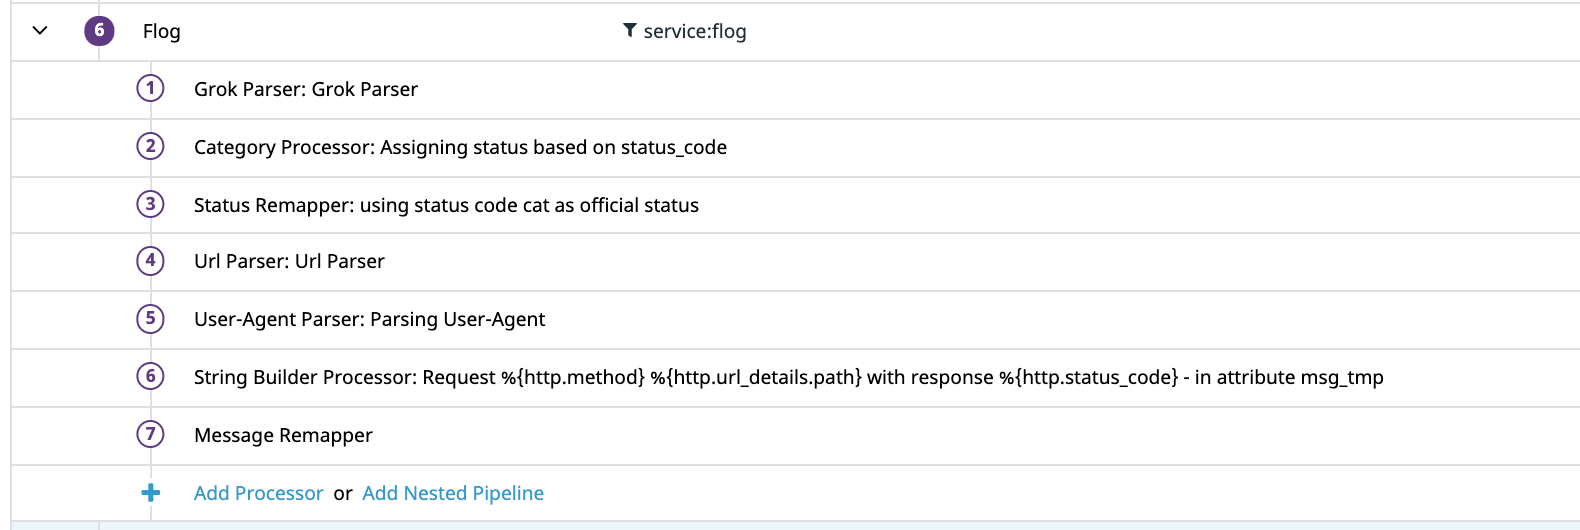 6 Flog service:flog
1 Grok Parser: Grok Parser
2 Category Processor: Assigning status based on status_code
3 Status Remapper: using status code cat as official status
4 Url Parser: Url Parser
5 User-Agent Parser: Parsing User-Agent
6 String Builder Processor: Request %{http.method} %{http.url_details.path} with response %{http.status_code} - in attribute msg_tmp
7 Message Remapper
Add Processor or Add Nested Pipeline